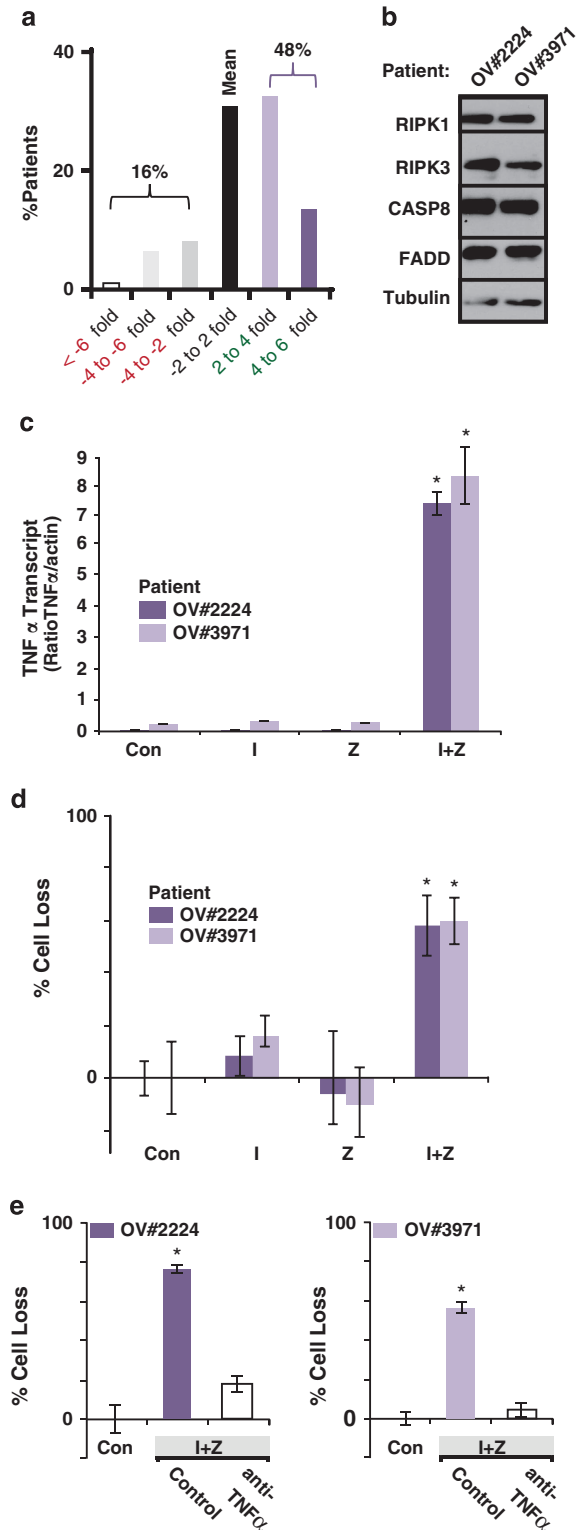 a
40
20
0
%Patients
16%
Mean
48%
< -6 fold
-4 to -6 fold
-4 to -2 fold
-2 to 2 fold
2 to 4 fold
4 to 6 fold
b
Patient:
OV#2224
OV#3971
RIPK1
RIPK3
CASP8
FADD
Tubulin
c
TNF α Transcript
(RatioTNFα/actin)
9
8
7
6
5
4
3
2
1
0
Patient
OV#2224
OV#3971
* *
Con I Z I+Z
d
% Cell Loss
100
0
Patient
OV#2224
OV#3971
* *
Con I Z I+Z
e
% Cell Loss
100
0
OV#2224
*
Con I+Z
Control
anti-
TNFα
% Cell Loss
100
0
OV#3971
*
Con I+Z
Control
anti-
TNFα